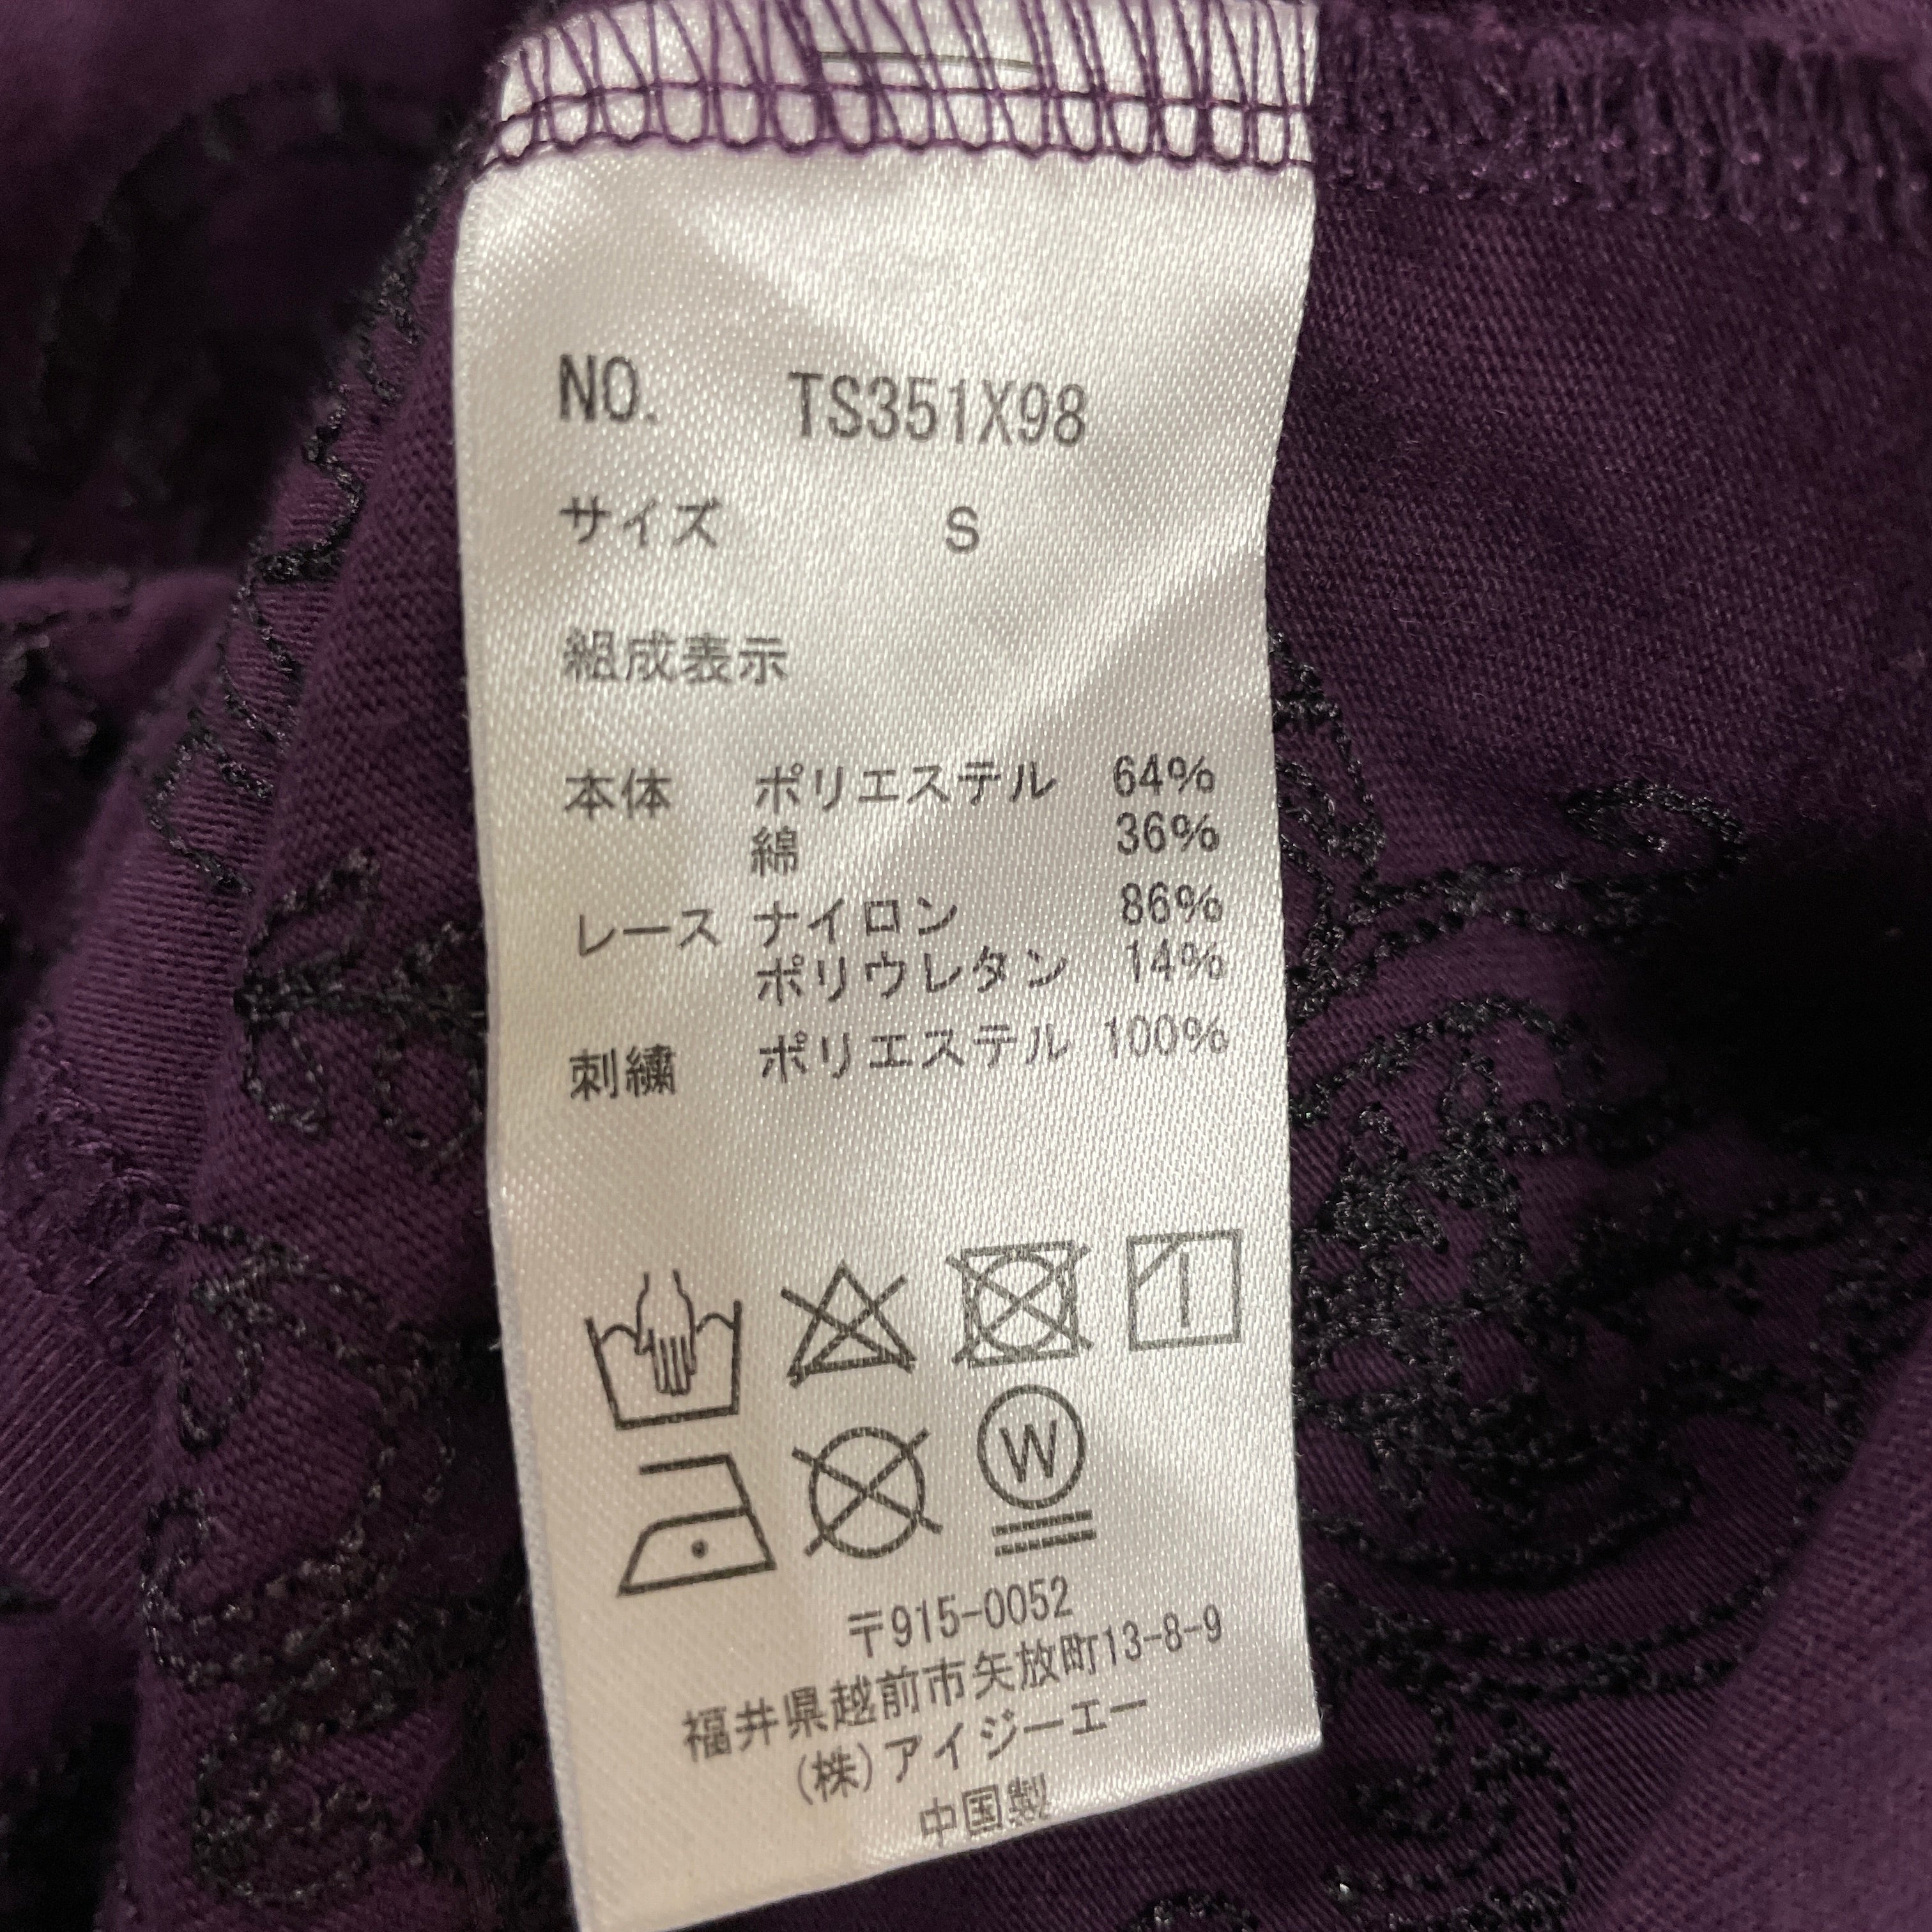 NO. TS351X98
サイズ S
組成表示
本体 ポリエステル 64%
綿 36%
レース ナイロン 86%
ポリウレタン 14%
刺繍 ポリエステル 100%
W
〒915-0052
福井県越前市矢放町13-8-9
(株)アイジーエー
中国製